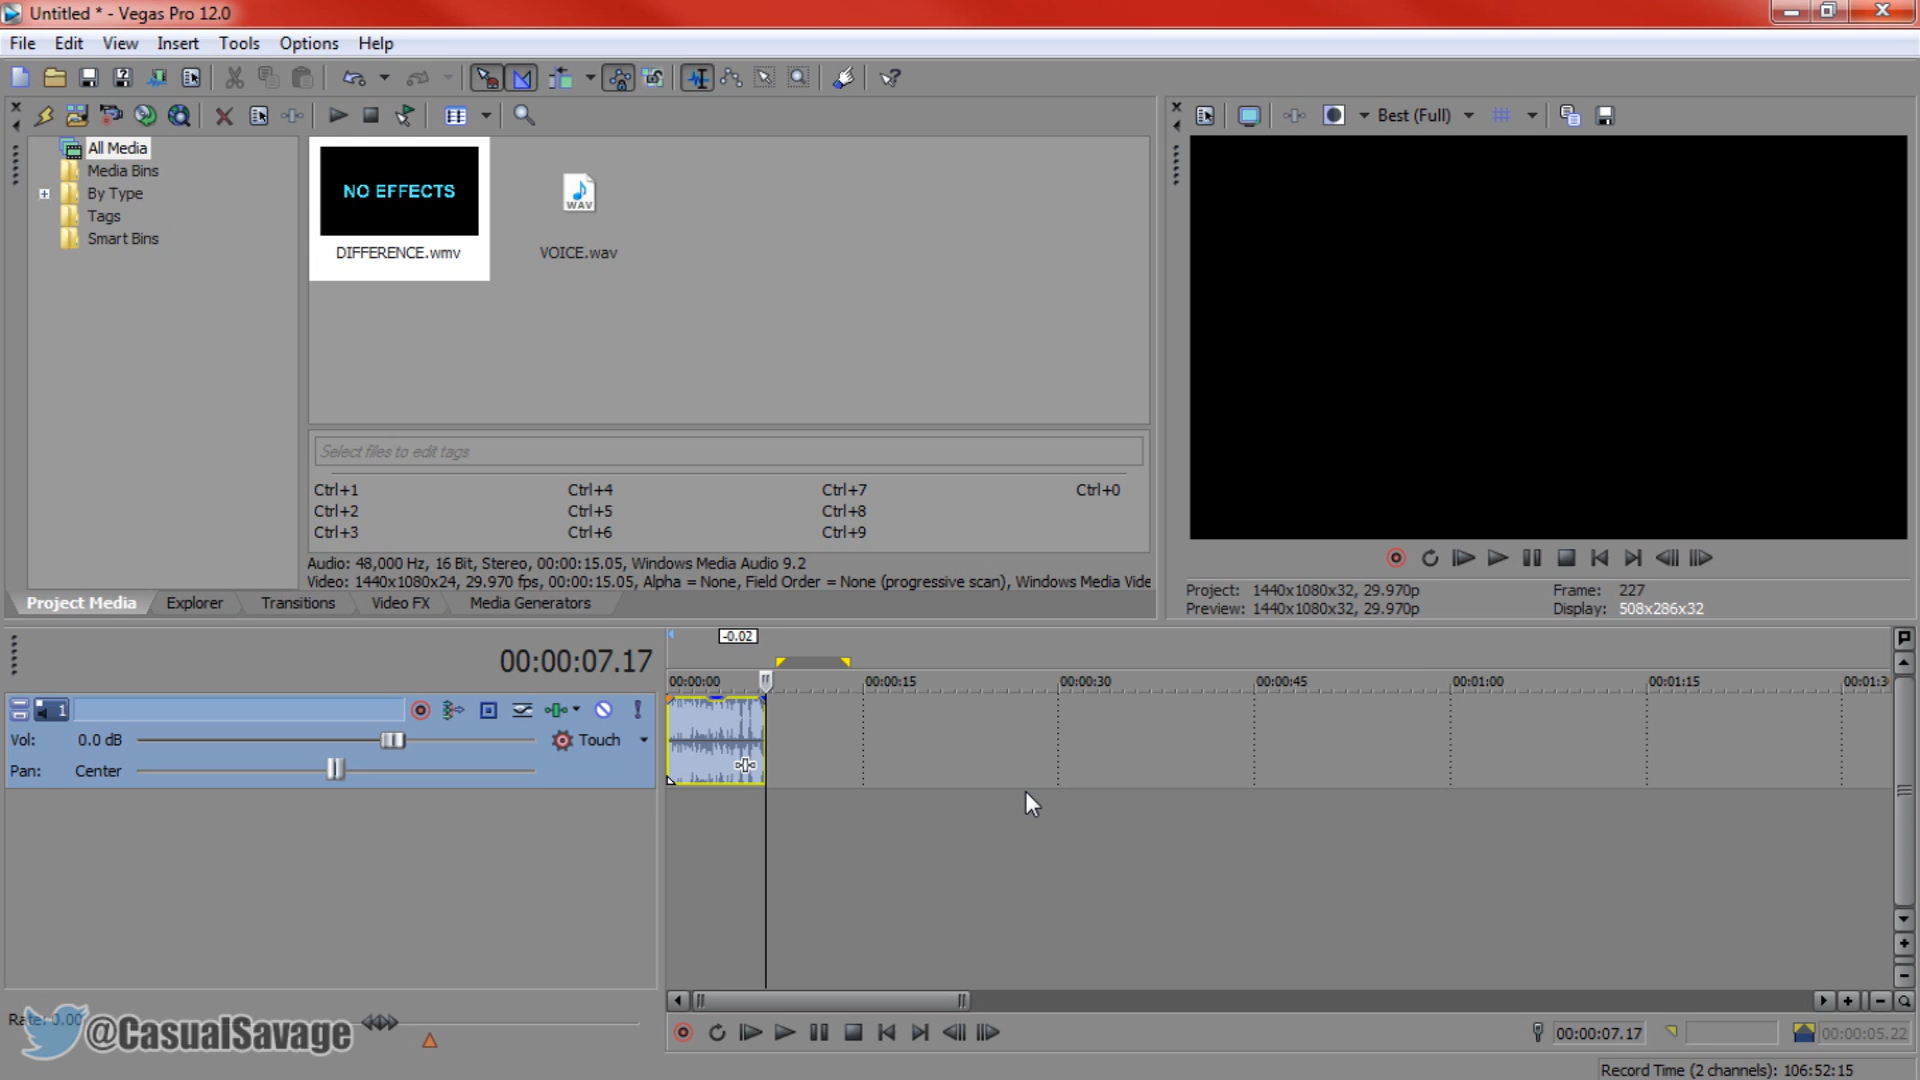 Untitled * - Vegas Pro 12.0
File Edit View Insert Tools Options Help
Best (Full)
All Media
Media Bins
By Type
Tags
Smart Bins
NO EFFECTS
DIFFERENCE.wmv
WAV
VOICE.wav
Select files to edit tags
Ctrl+1 Ctrl+4 Ctrl+7 Ctrl+0
Ctrl+2 Ctrl+5 Ctrl+8
Ctrl+3 Ctrl+6 Ctrl+9
Audio: 48,000 Hz, 16 Bit, Stereo, 00:00:15.05, Windows Media Audio 9.2
Video: 1440x1080x24, 29.970 fps, 00:00:15.05, Alpha = None, Field Order = None (progressive scan), Windows Media Vide
Project Media Explorer Transitions Video FX Media Generators
Project: 1440x1080x32, 29.970p Frame: 227
Preview: 1440x1080x32, 29.970p Display: 508x286x32
-0.02
00:00:07.17
00:00:00 00:00:15 00:00:30 00:00:45 00:01:00 00:01:15 00:01:3
1
Vol: 0.0 dB Touch
Pan: Center
Rate: 0.00
@CasualSavage
00:00:07.17 00:00:05.22
Record Time (2 channels): 106:52:15